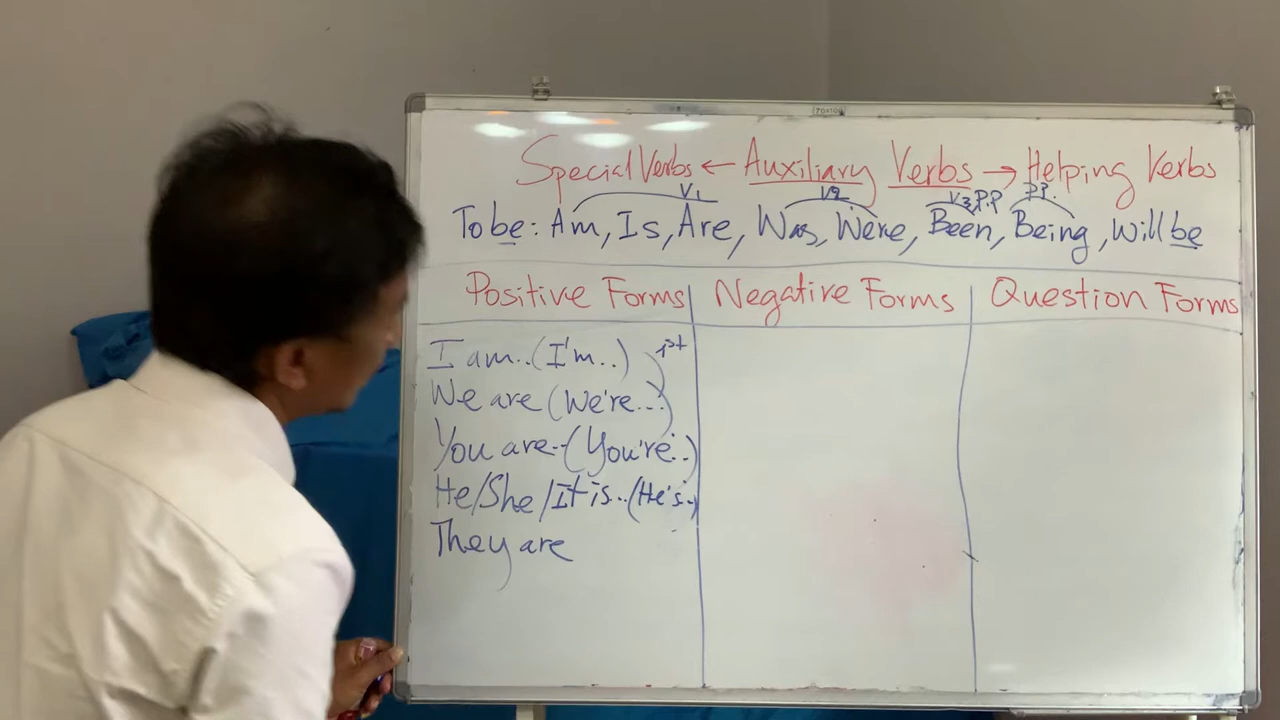 70x100
Special Verbs ← Auxiliary Verbs → Helping Verbs
V1 V2 V3,P.P P.P.
To be: Am, Is, Are, Was, Were, Been, Being, Will be
Positive Forms Negative Forms Question Forms
I am..(I'm..) 1st
We are (We're...
You are..(You're..)
He/She/It is..(He's..)
They are